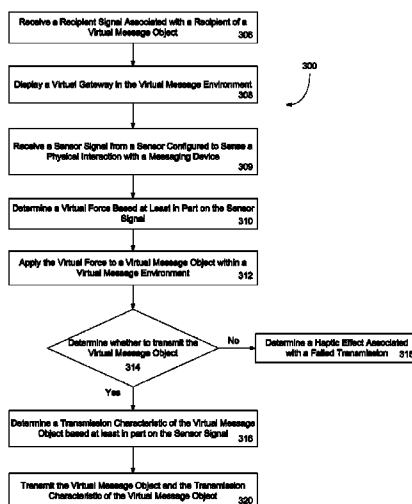 Receive a Recipient Signal Associated with a Recipient of a
Virtual Message Object
306
Display a Virtual Gateway in the Virtual Message Environment
308
300
Receive a Sensor Signal from a Sensor Configured to Sense a
Physical Interaction with a Messaging Device
309
Determine a Virtual Force Based at Least in Part on the Sensor
Signal
310
Apply the Virtual Force to a Virtual Message Object within a
Virtual Message Environment
312
Determine whether to transmit the
Virtual Message Object
314
No
Determine a Haptic Effect Associated
with a Failed Transmission
318
Yes
Determine a Transmission Characteristic of the Virtual Message
Object based at least in part on the Sensor Signal
316
Transmit the Virtual Message Object and the Transmission
Characteristic of the Virtual Message Object
320